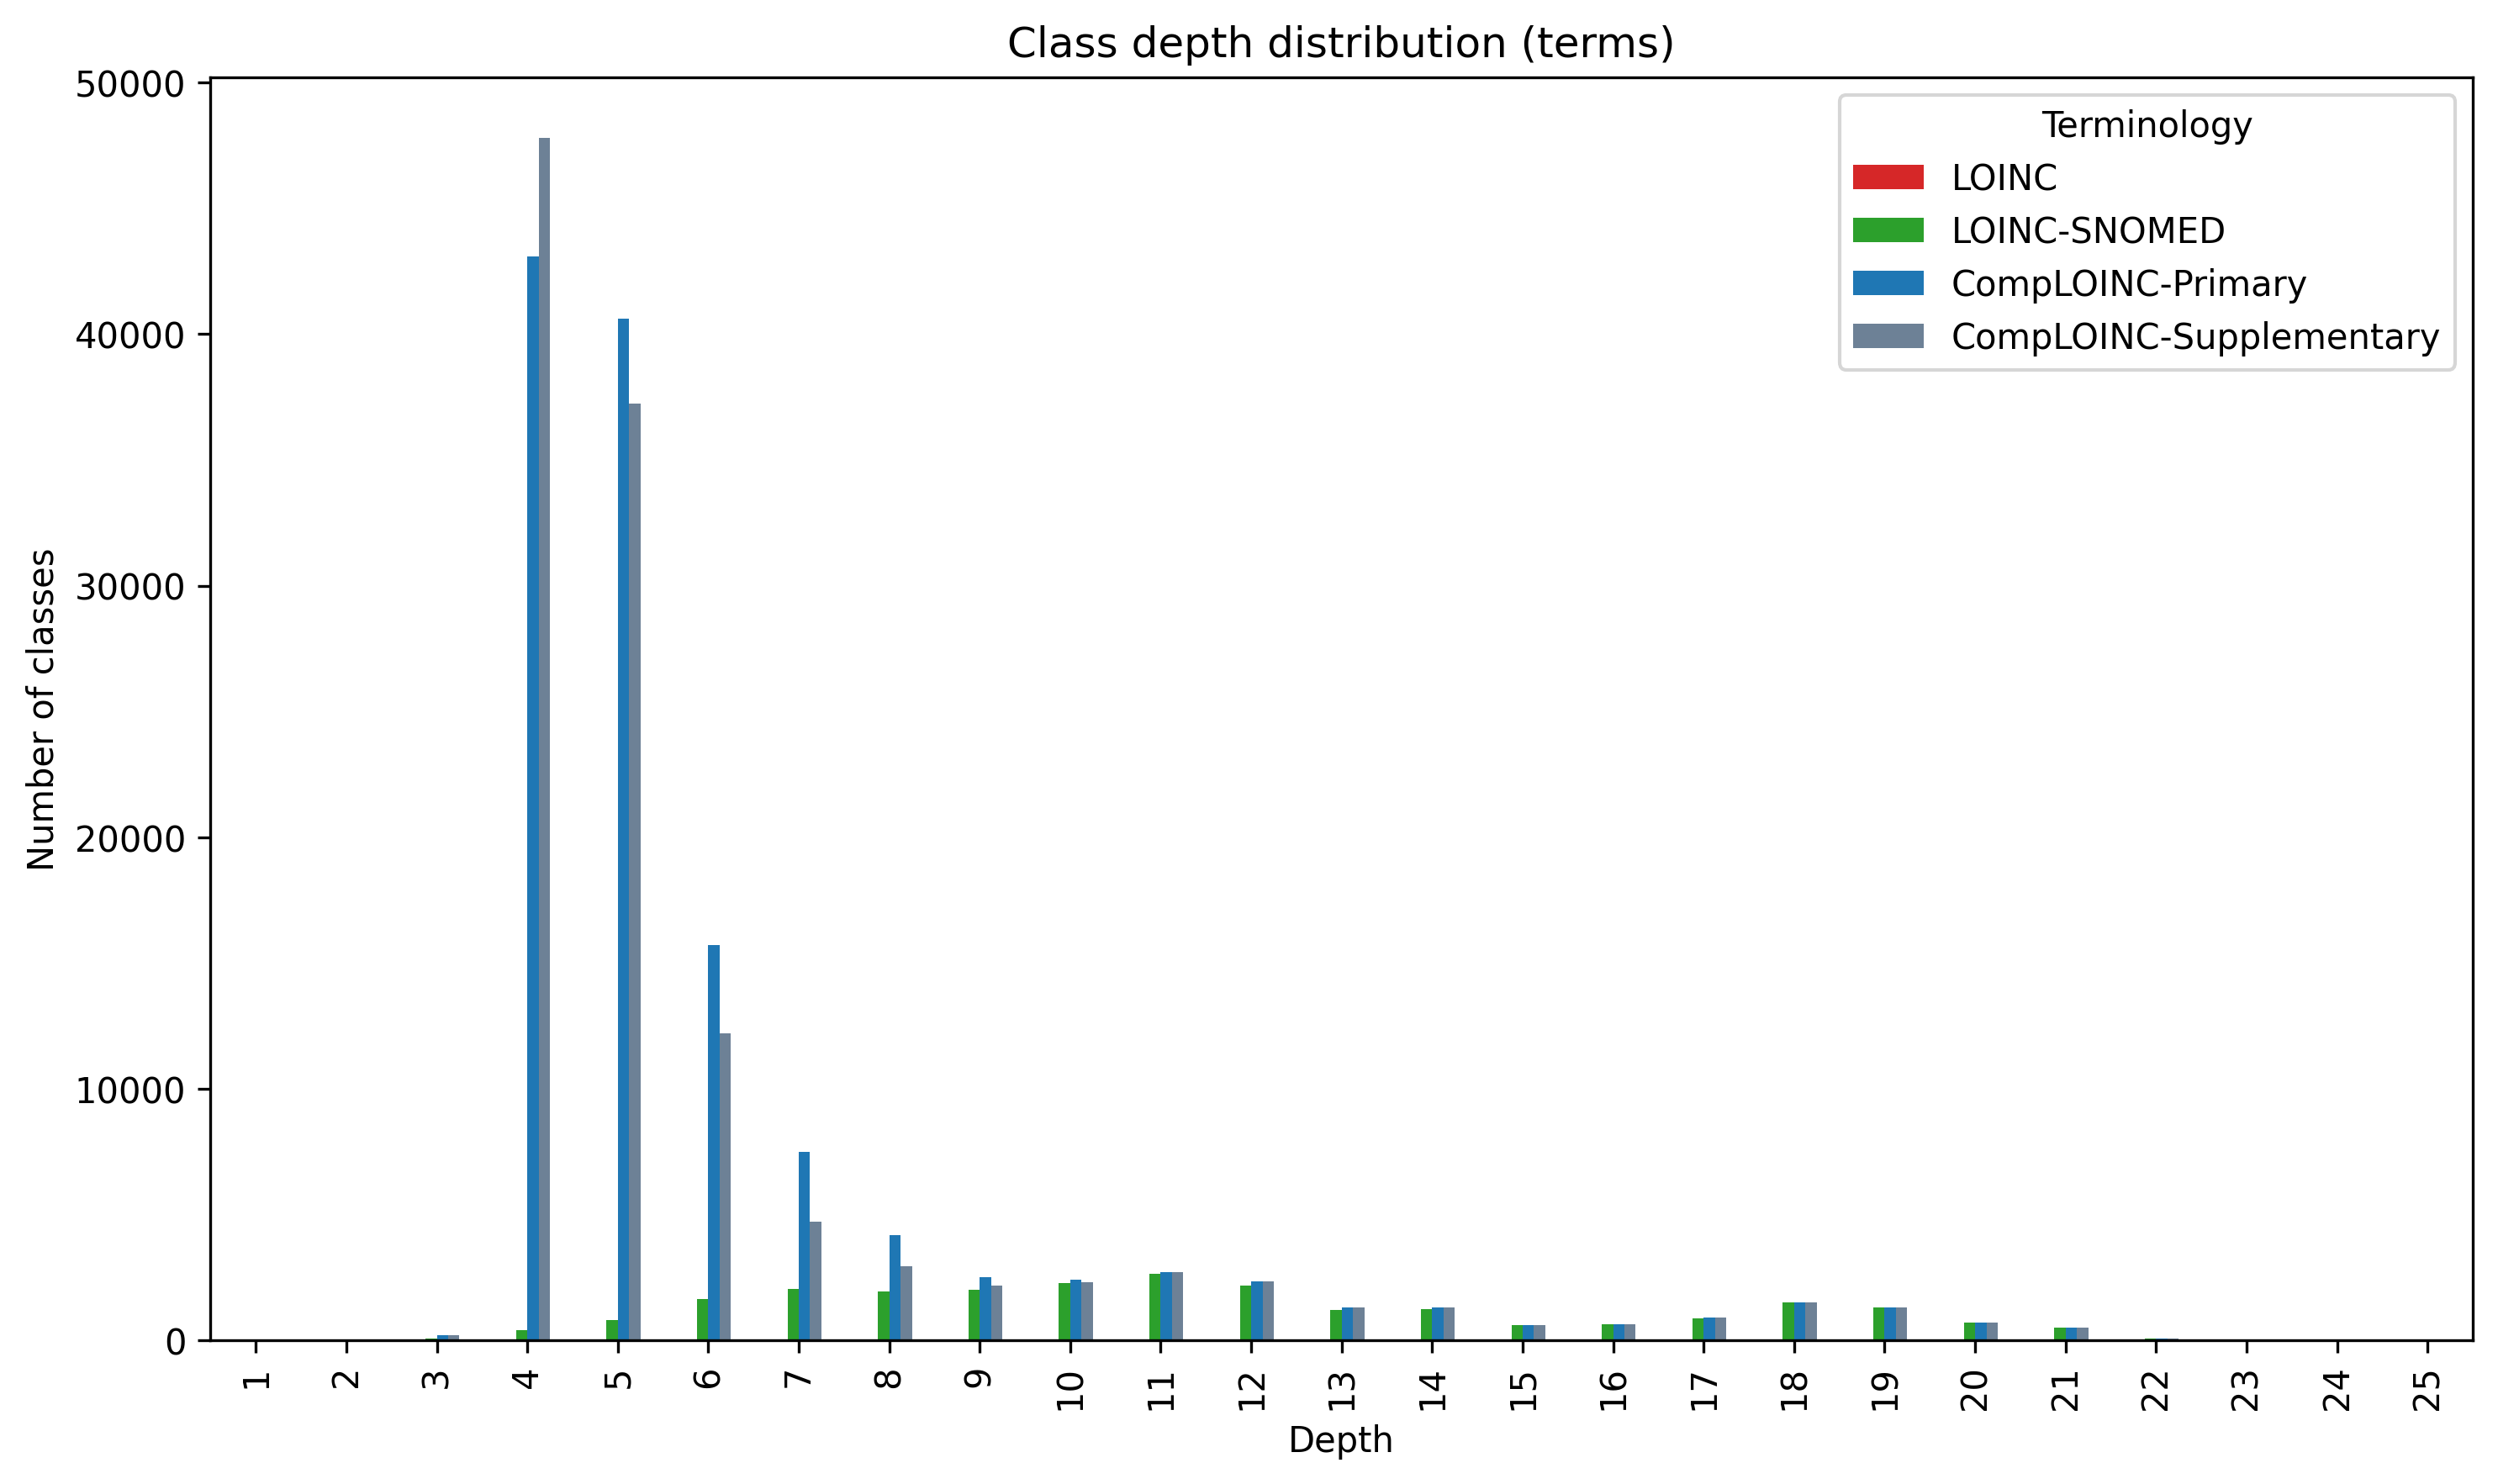 Class depth distribution (terms)
Terminology
LOINC
LOINC-SNOMED
CompLOINC-Primary
CompLOINC-Supplementary
Number of classes
50000
40000
30000
20000
10000
0
1 2 3 4 5 6 7 8 9 10 11 12 13 14 15 16 17 18 19 20 21 22 23 24 25
Depth